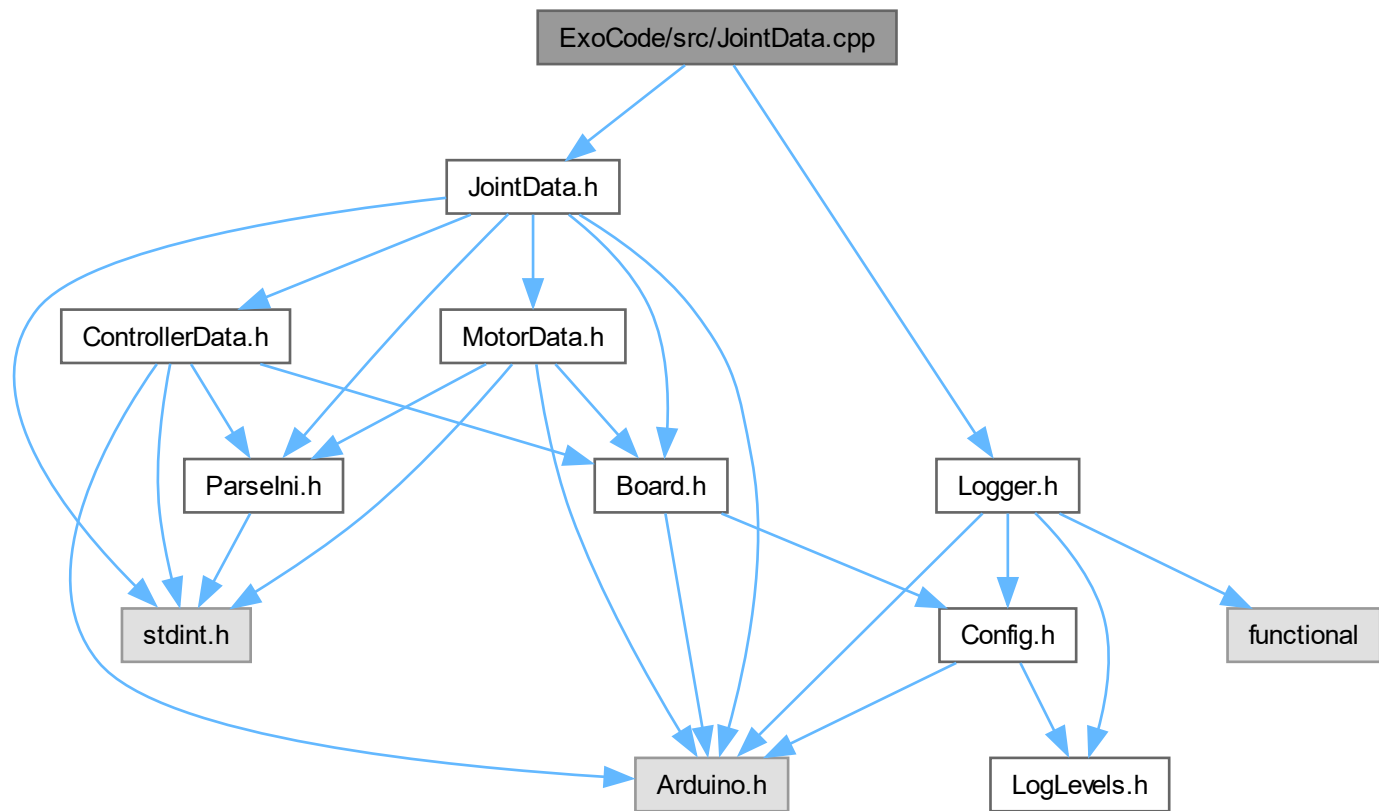 ExoCode/src/JointData.cpp
JointData.h
ControllerData.h
MotorData.h
ParseIni.h
Board.h
Logger.h
stdint.h
Config.h
functional
Arduino.h
LogLevels.h